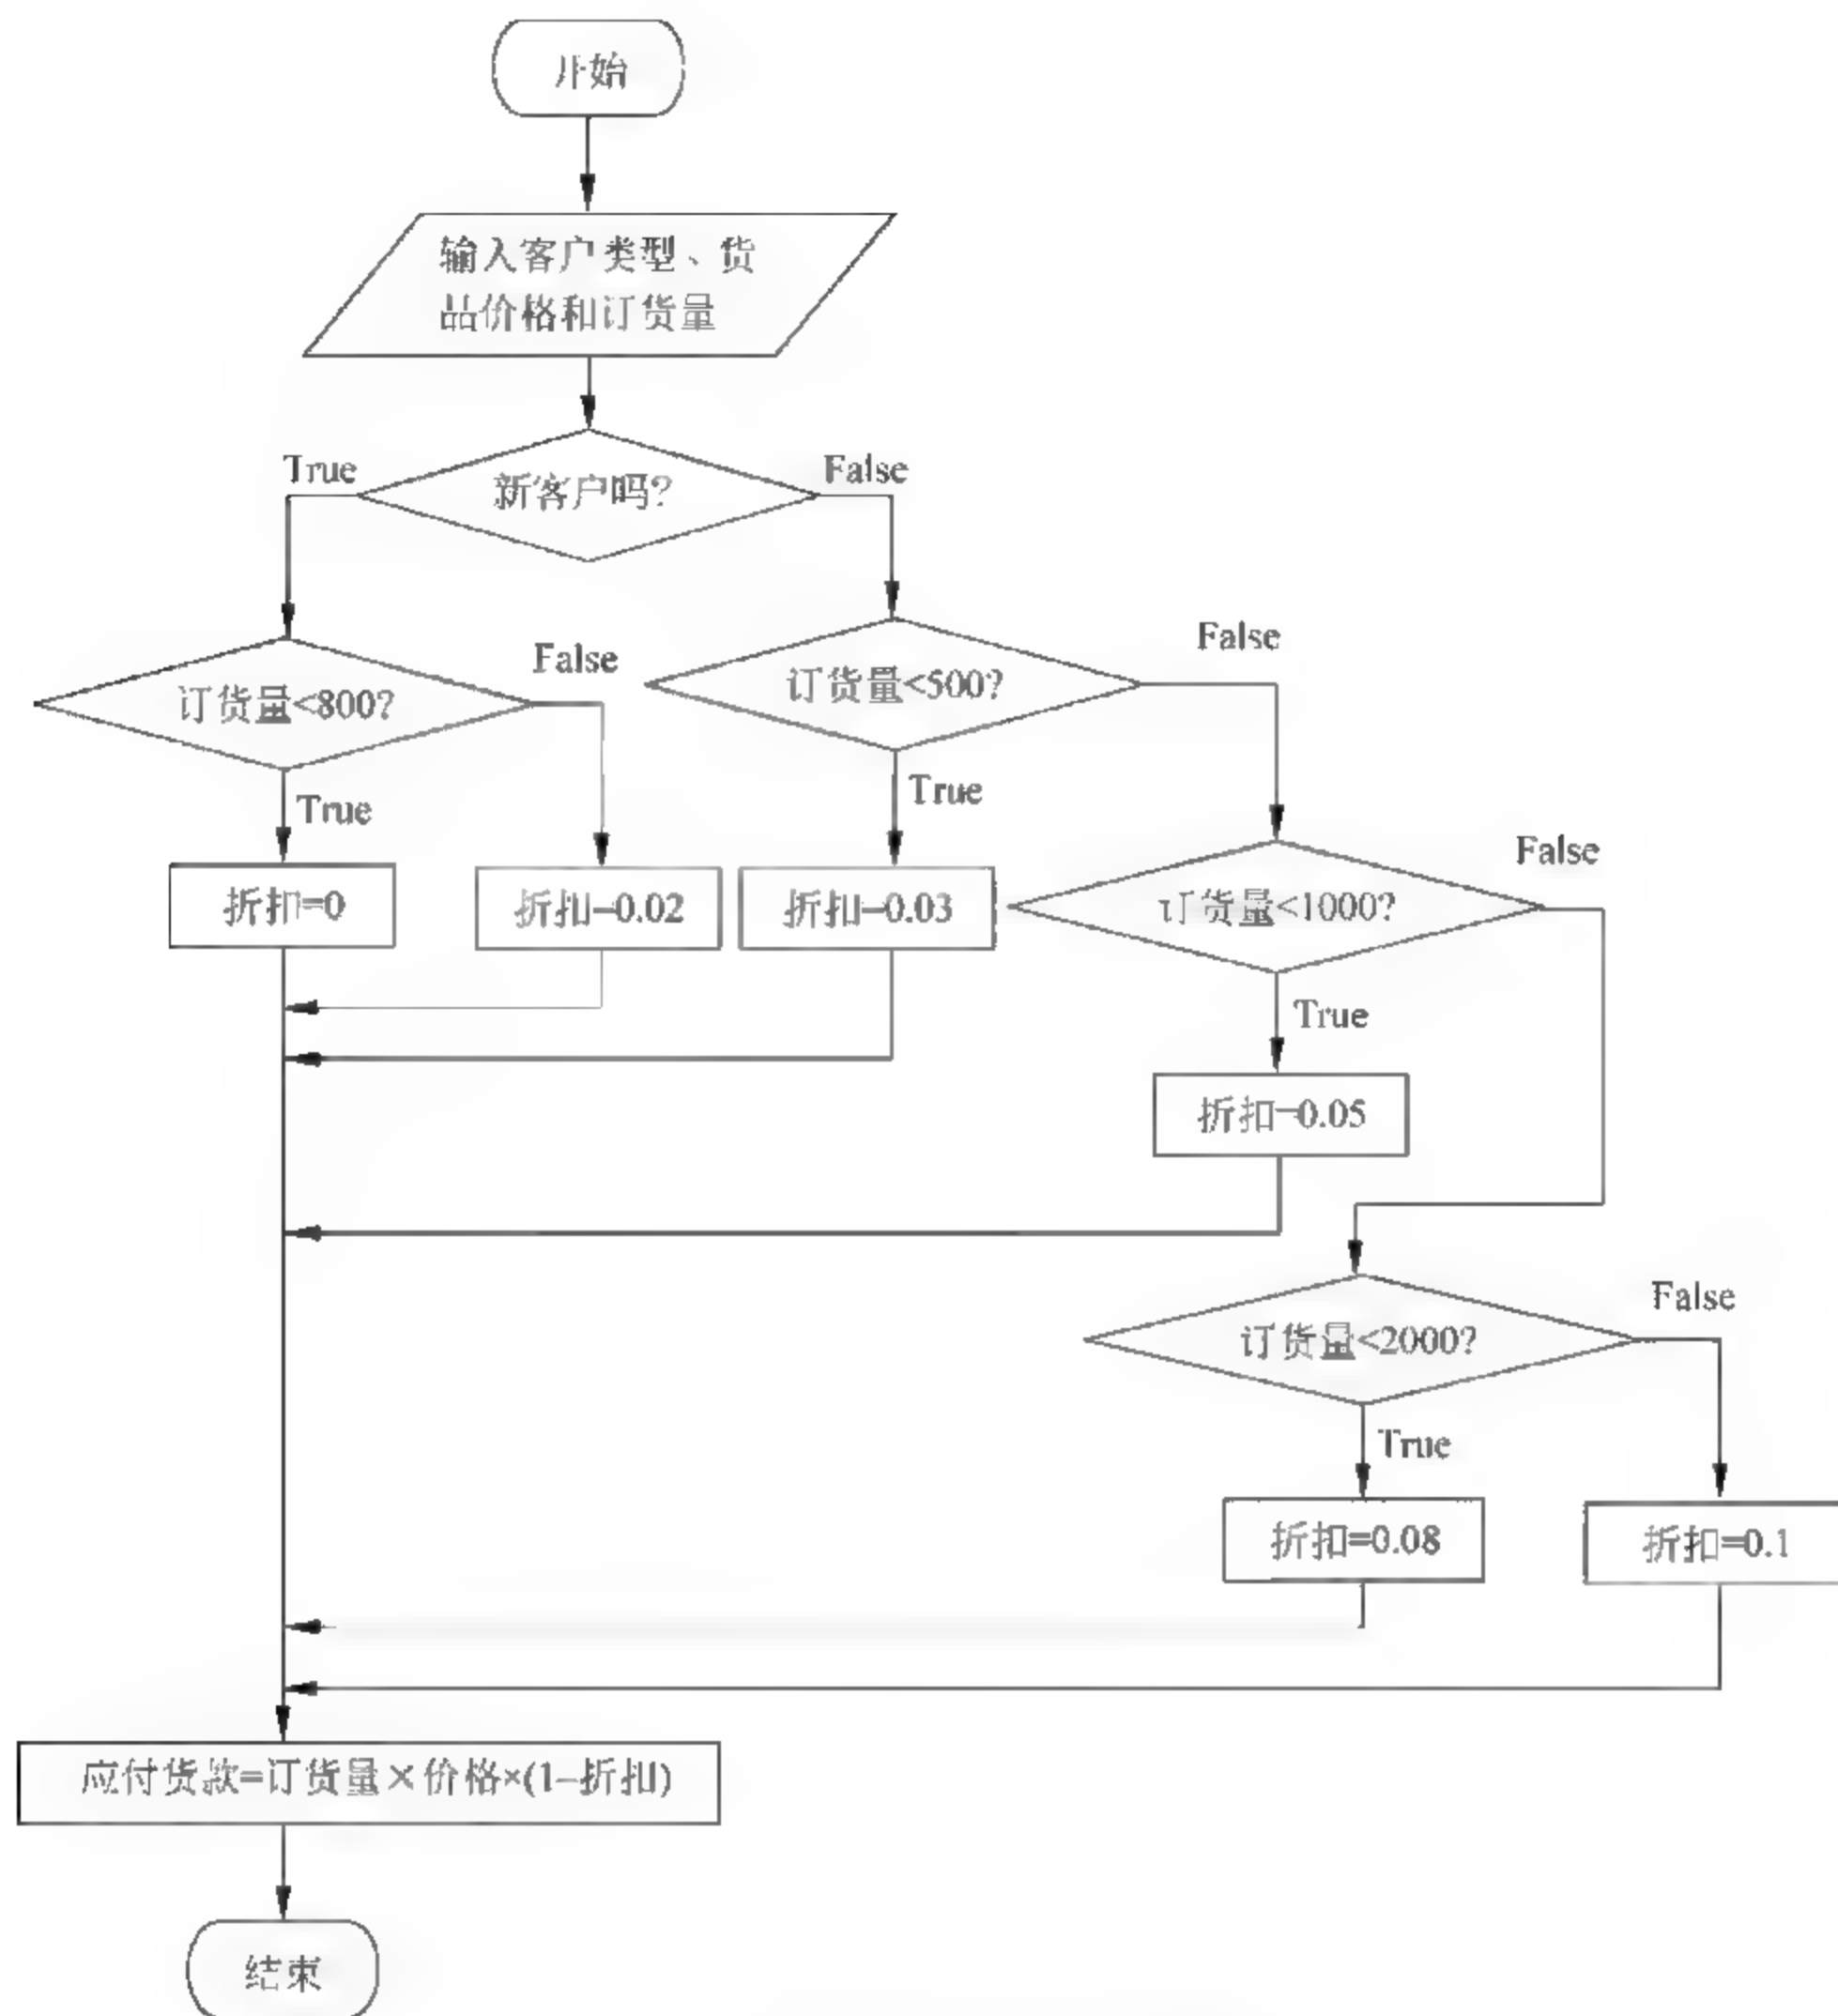 开始
输入客户类型、货
品价格和订货量
True
新客户吗?
False
订货量<800?
False
订货量<500?
False
True
True
折扣=0
折扣=0.02
折扣=0.03
订货量<1000?
False
True
折扣=0.05
订货量<2000?
False
True
折扣=0.08
折扣=0.1
应付货款=订货量×价格×(1–折扣)
结束